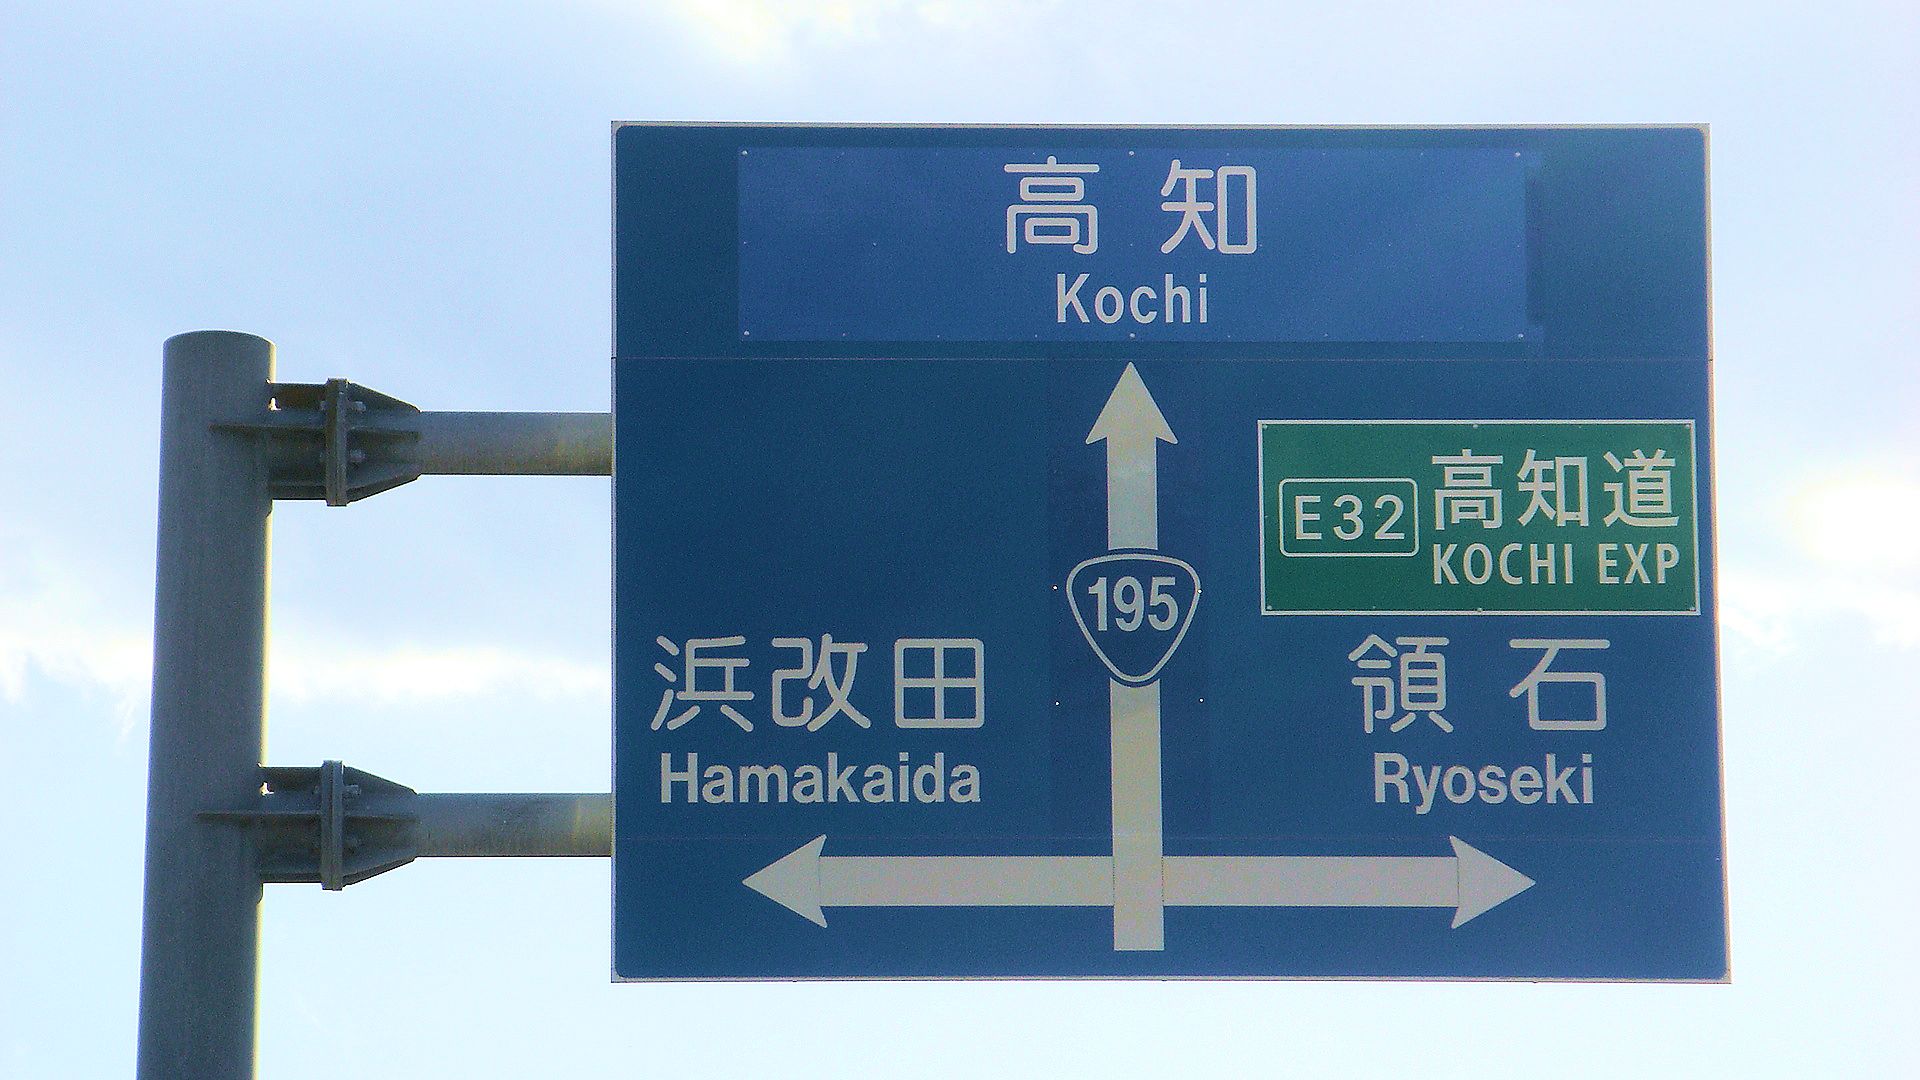 高知
Kochi
E32 高知道
KOCHI EXP
195
浜改田
Hamakaida
領石
Ryoseki